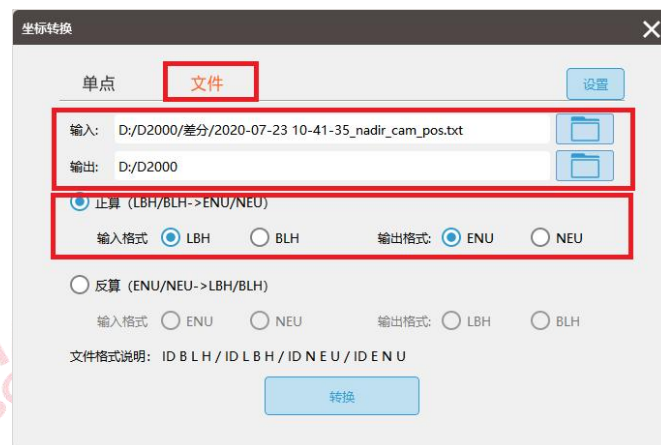 坐标转换
单点 文件 设置
输入: D:/D2000/差分/2020-07-23 10-41-35_nadir_cam_pos.txt
输出: D:/D2000
正算 (LBH/BLH->ENU/NEU)
输入格式 LBH BLH 输出格式: ENU NEU
反算 (ENU/NEU->LBH/BLH)
输入格式 ENU NEU 输出格式: LBH BLH
文件格式说明: ID B L H / ID L B H / ID N E U / ID E N U
转换